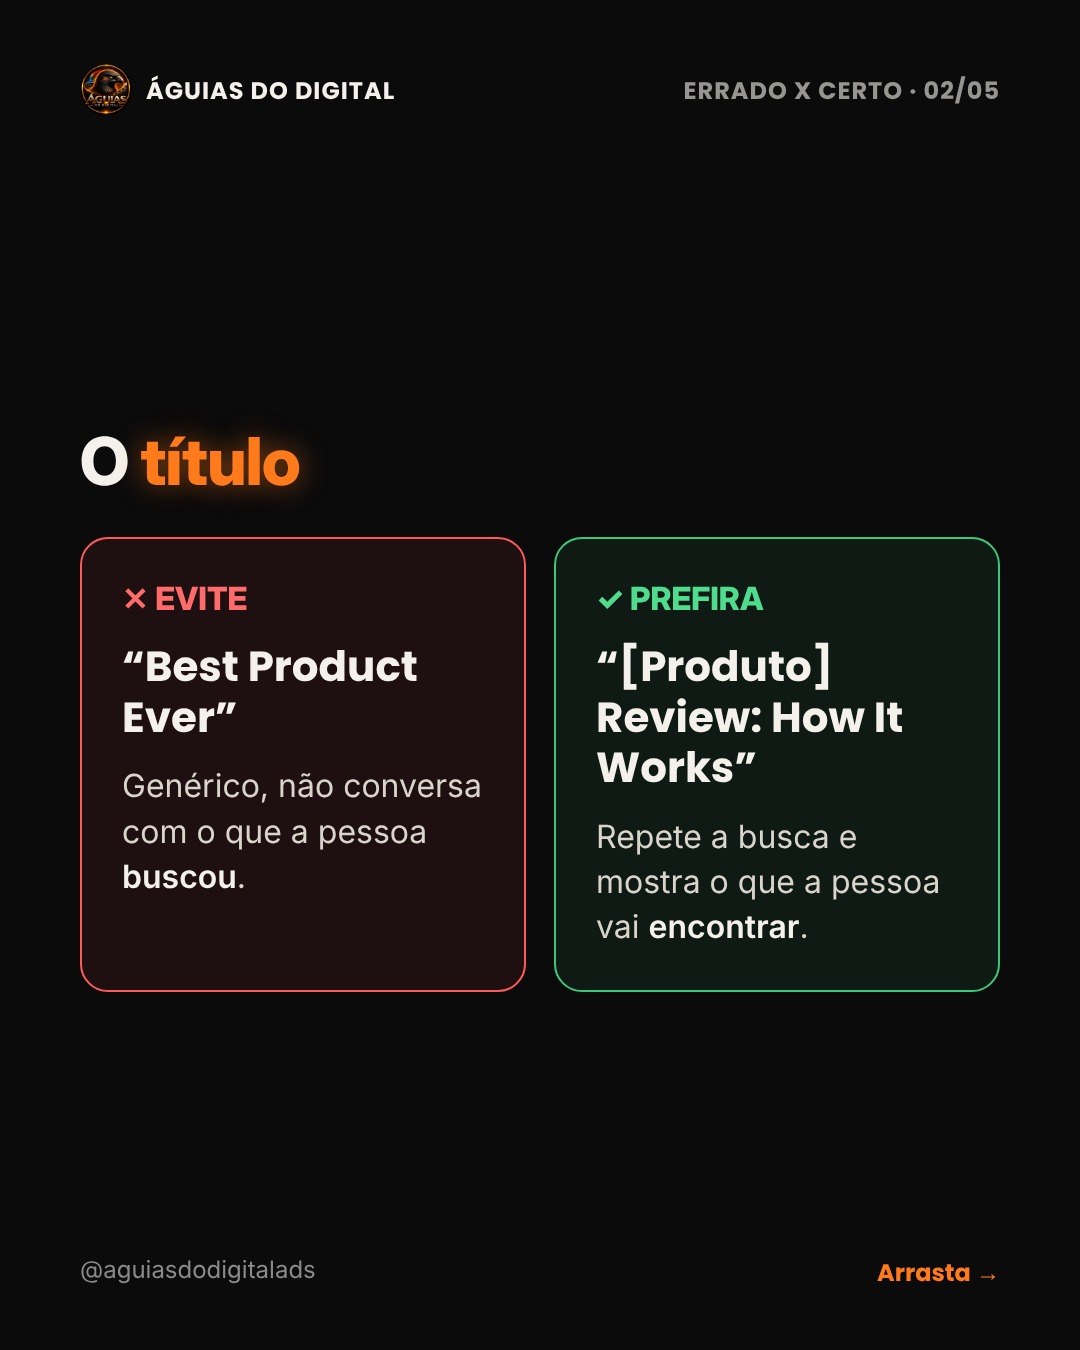 ÁGUIAS
ÁGUIAS DO DIGITAL
ERRADO X CERTO · 02/05
O título
✕ EVITE
“Best Product
Ever”
Genérico, não conversa
com o que a pessoa
buscou.
✓ PREFIRA
“[Produto]
Review: How It
Works”
Repete a busca e
mostra o que a pessoa
vai encontrar.
@aguiasdodigitalads
Arrasta →